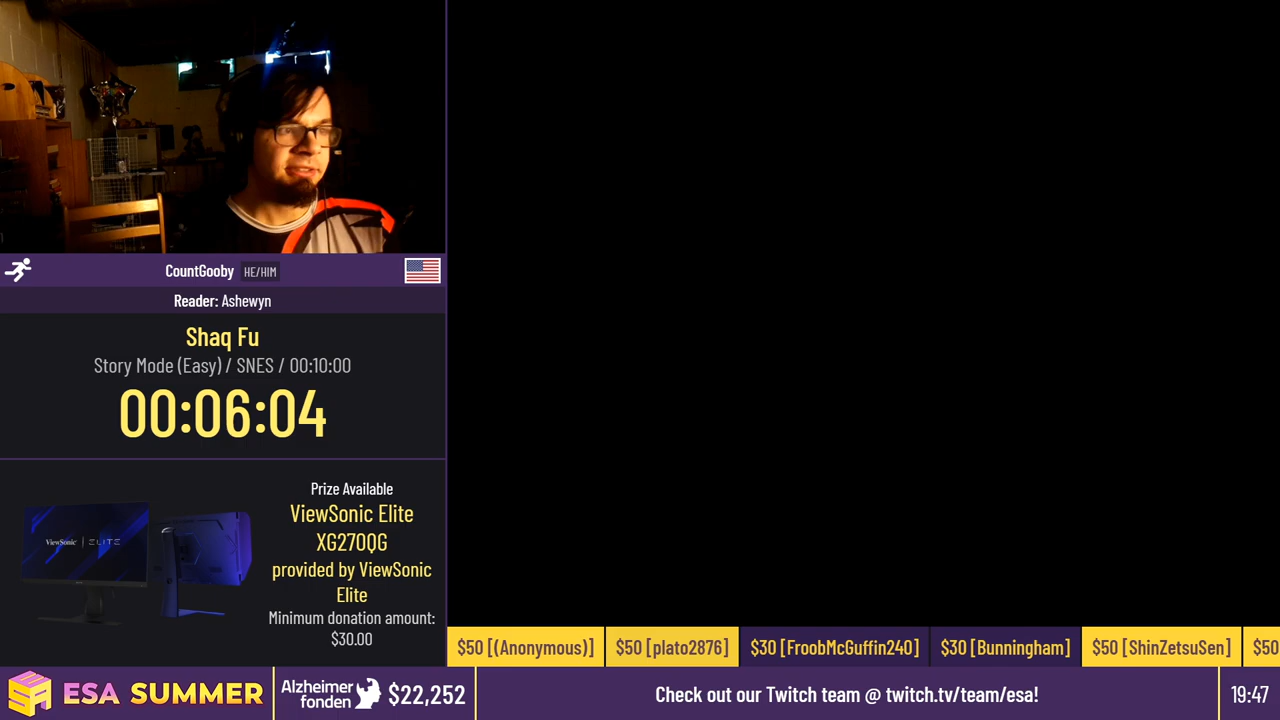 CountGooby HE/HIM
Reader: Ashewyn
Shaq Fu
Story Mode (Easy) / SNES / 00:10:00
00:06:04
Prize Available
ViewSonic Elite
XG270QG
provided by ViewSonic
Elite
Minimum donation amount:
$30.00
ViewSonic | ELITE
$50 [(Anonymous)] $50 [plato2876] $30 [FroobMcGuffin240] $30 [Bunningham] $50 [ShinZetsuSen] $50
ESA SUMMER
Alzheimer
fonden
$22,252
Check out our Twitch team @ twitch.tv/team/esa!
19:47